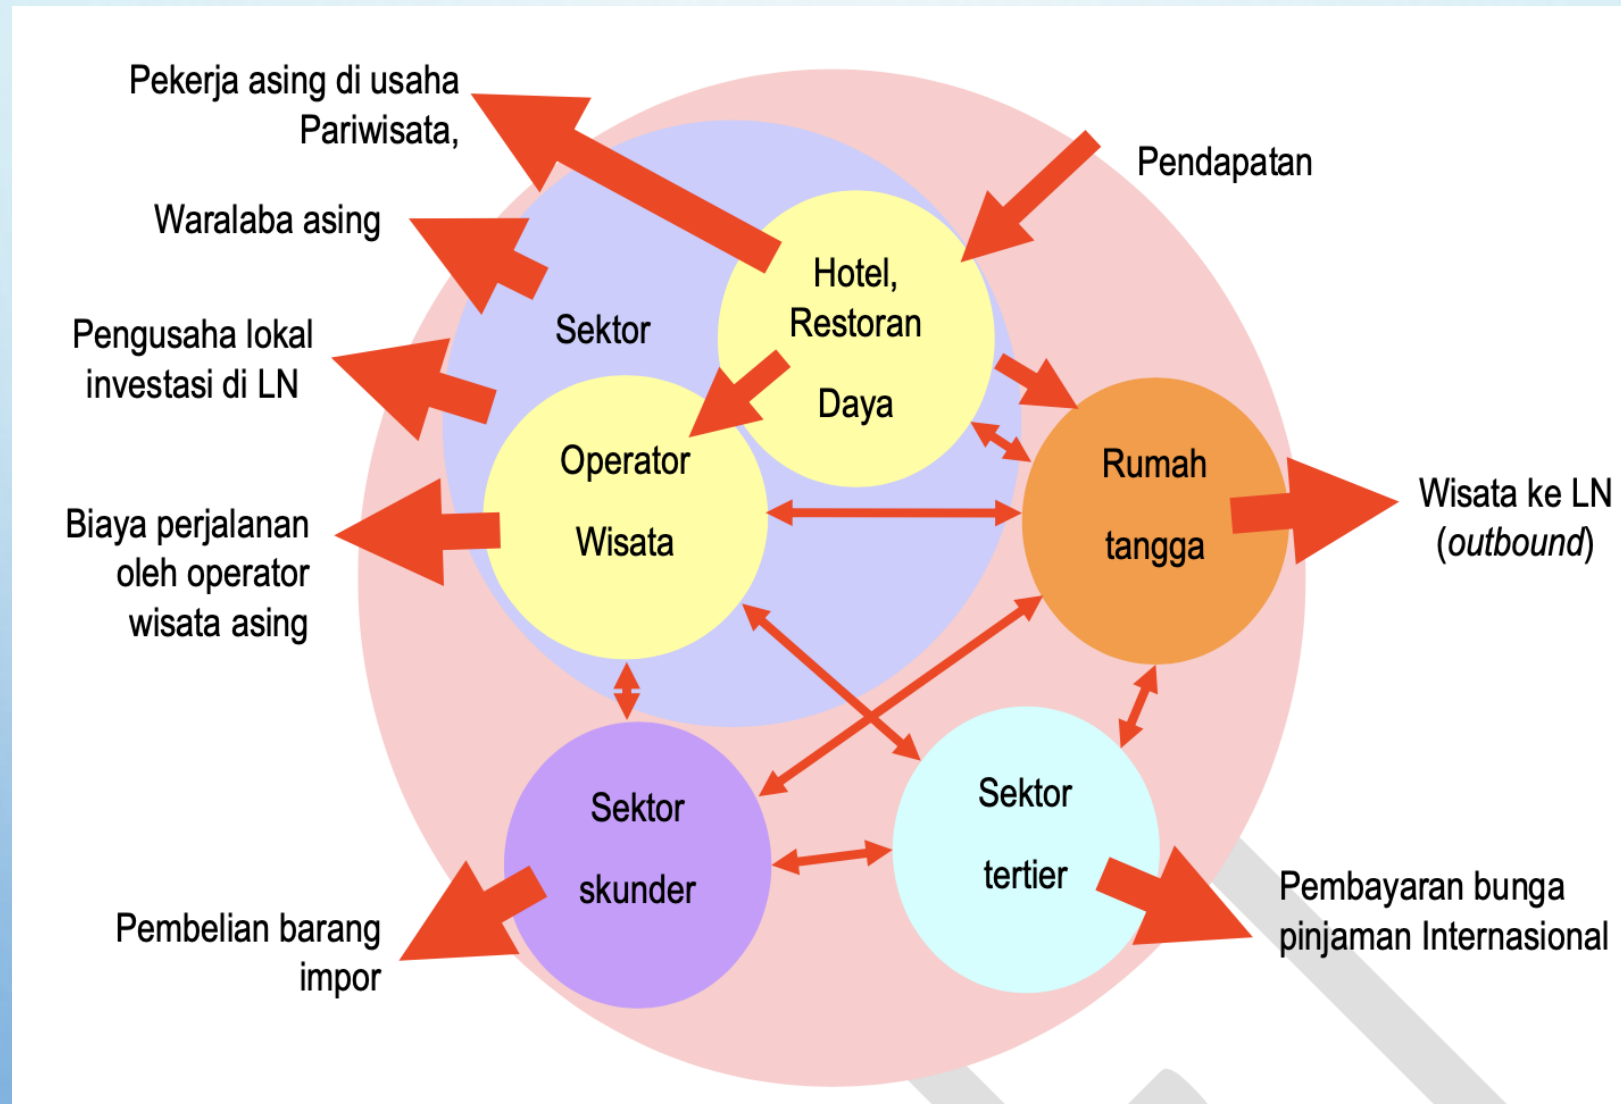 Pekerja asing di usaha
Pariwisata,
Pendapatan
Waralaba asing
Hotel,
Restoran
Daya
Sektor
Pengusaha lokal
investasi di LN
Operator
Wisata
Rumah
tangga
Wisata ke LN
(outbound)
Biaya perjalanan
oleh operator
wisata asing
Sektor
skunder
Sektor
tertier
Pembelian barang
impor
Pembayaran bunga
pinjaman Internasional